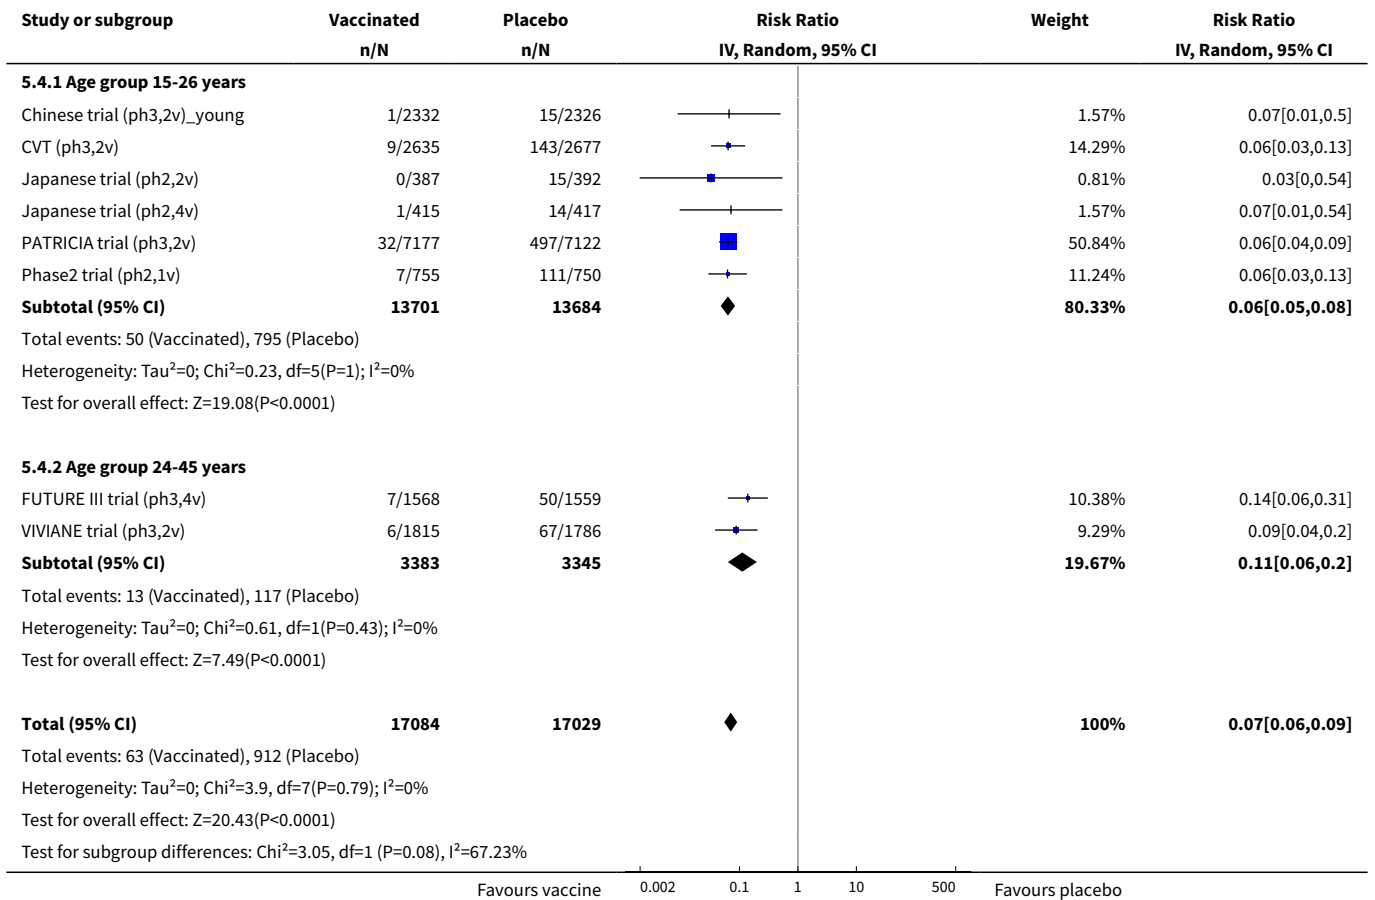 Study or subgroup Vaccinated Placebo Risk Ratio Weight Risk Ratio
n/N n/N IV, Random, 95% CI IV, Random, 95% CI
5.4.1 Age group 15-26 years
Chinese trial (ph3,2v)_young 1/2332 15/2326 1.57% 0.07[0.01,0.5]
CVT (ph3,2v) 9/2635 143/2677 14.29% 0.06[0.03,0.13]
Japanese trial (ph2,2v) 0/387 15/392 0.81% 0.03[0,0.54]
Japanese trial (ph2,4v) 1/415 14/417 1.57% 0.07[0.01,0.54]
PATRICIA trial (ph3,2v) 32/7177 497/7122 50.84% 0.06[0.04,0.09]
Phase2 trial (ph2,1v) 7/755 111/750 11.24% 0.06[0.03,0.13]
Subtotal (95% CI) 13701 13684 80.33% 0.06[0.05,0.08]
Total events: 50 (Vaccinated), 795 (Placebo)
Heterogeneity: Tau²=0; Chi²=0.23, df=5(P=1); I²=0%
Test for overall effect: Z=19.08(P<0.0001)
5.4.2 Age group 24-45 years
FUTURE III trial (ph3,4v) 7/1568 50/1559 10.38% 0.14[0.06,0.31]
VIVIANE trial (ph3,2v) 6/1815 67/1786 9.29% 0.09[0.04,0.2]
Subtotal (95% CI) 3383 3345 19.67% 0.11[0.06,0.2]
Total events: 13 (Vaccinated), 117 (Placebo)
Heterogeneity: Tau²=0; Chi²=0.61, df=1(P=0.43); I²=0%
Test for overall effect: Z=7.49(P<0.0001)
Total (95% CI) 17084 17029 100% 0.07[0.06,0.09]
Total events: 63 (Vaccinated), 912 (Placebo)
Heterogeneity: Tau²=0; Chi²=3.9, df=7(P=0.79); I²=0%
Test for overall effect: Z=20.43(P<0.0001)
Test for subgroup differences: Chi²=3.05, df=1 (P=0.08), I²=67.23%
Favours vaccine 0.002 0.1 1 10 500 Favours placebo